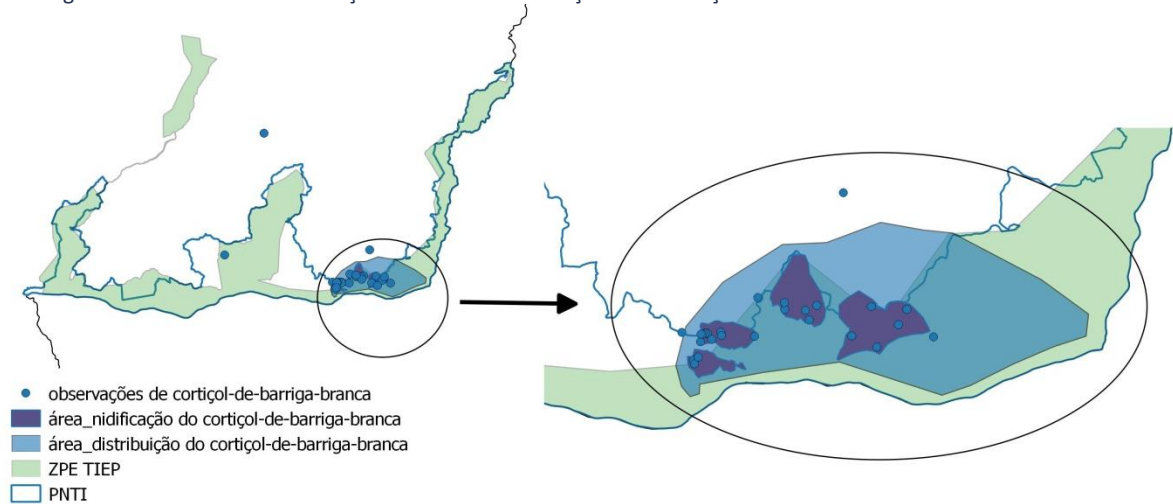 observações de cortiçol-de-barriga-branca
área_nidificação do cortiçol-de-barriga-branca
área_distribuição do cortiçol-de-barriga-branca
ZPE TIEP
PNTI